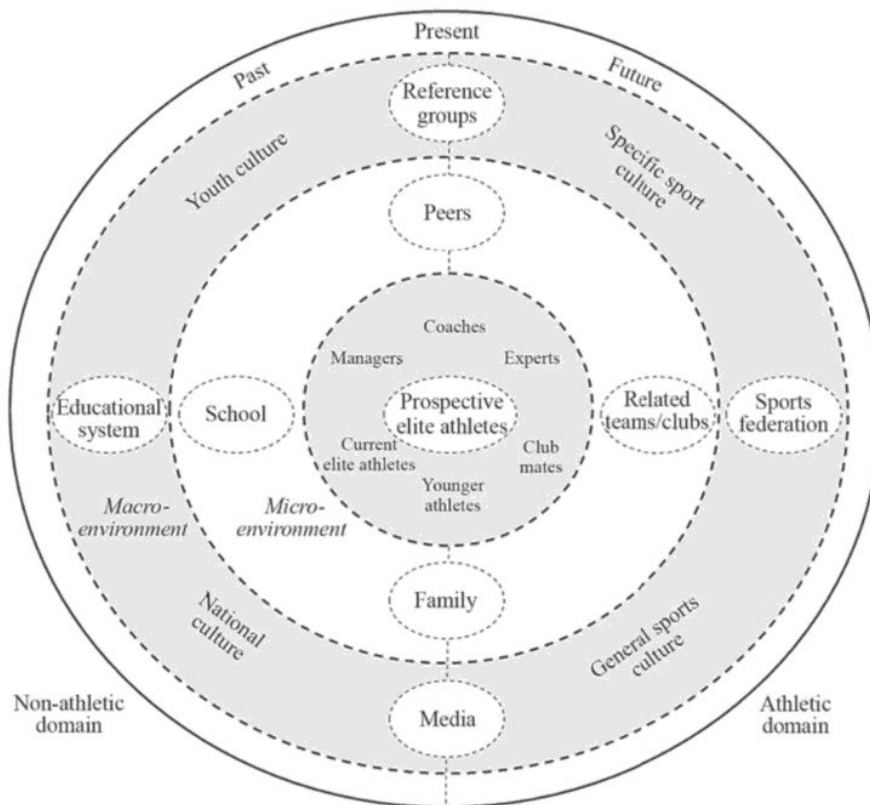 Present
Past
Future
Reference
groups
Youth culture
Specific sport
culture
Peers
Coaches
Managers
Experts
Educational
system
School
Prospective
elite athletes
Related
teams/clubs
Sports
federation
Current
elite athletes
Club
mates
Younger
athletes
Macro-
environment
Micro-
environment
Family
National
culture
General sports
culture
Non-athletic
domain
Media
Athletic
domain